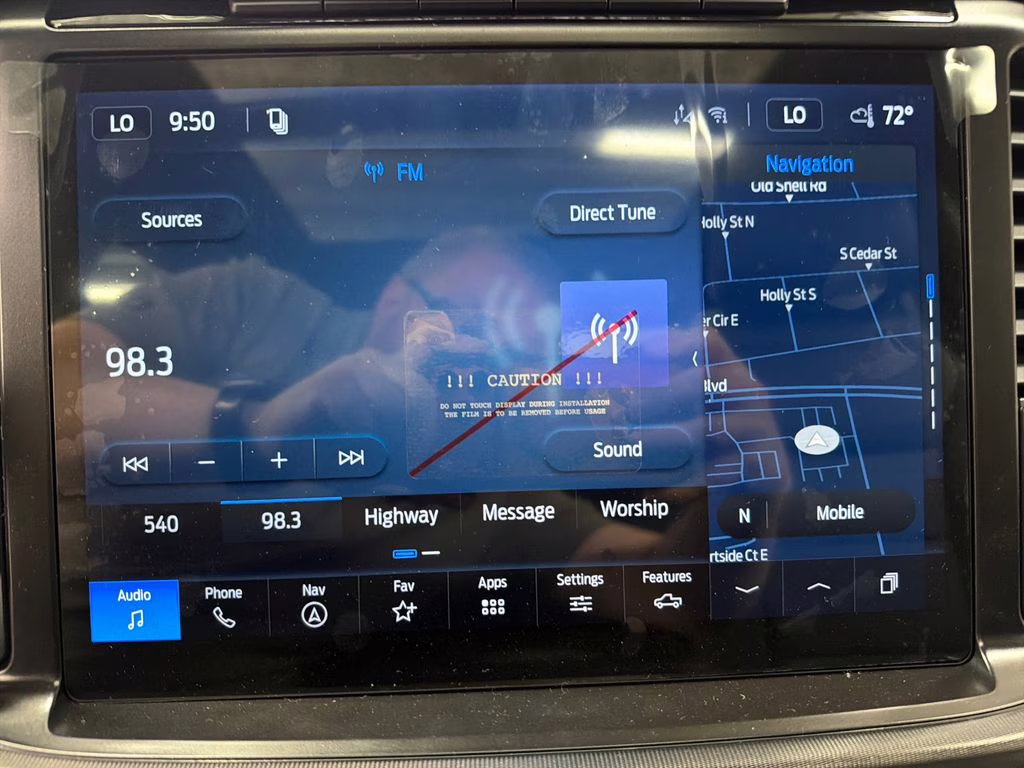 LO 9:50 LO 72°
FM
Navigation
Sources
Direct Tune
98.3
!!! CAUTION !!!
DO NOT TOUCH DISPLAY DURING INSTALLATION
THE FILM IS TO BE REMOVED BEFORE USAGE
Sound
540 98.3 Highway Message Worship
Audio Phone Nav Fav Apps Settings Features
Old Shell Rd
Holly St N
S Cedar St
Holly St S
er Cir E
Blvd
N Mobile
rtside Ct E